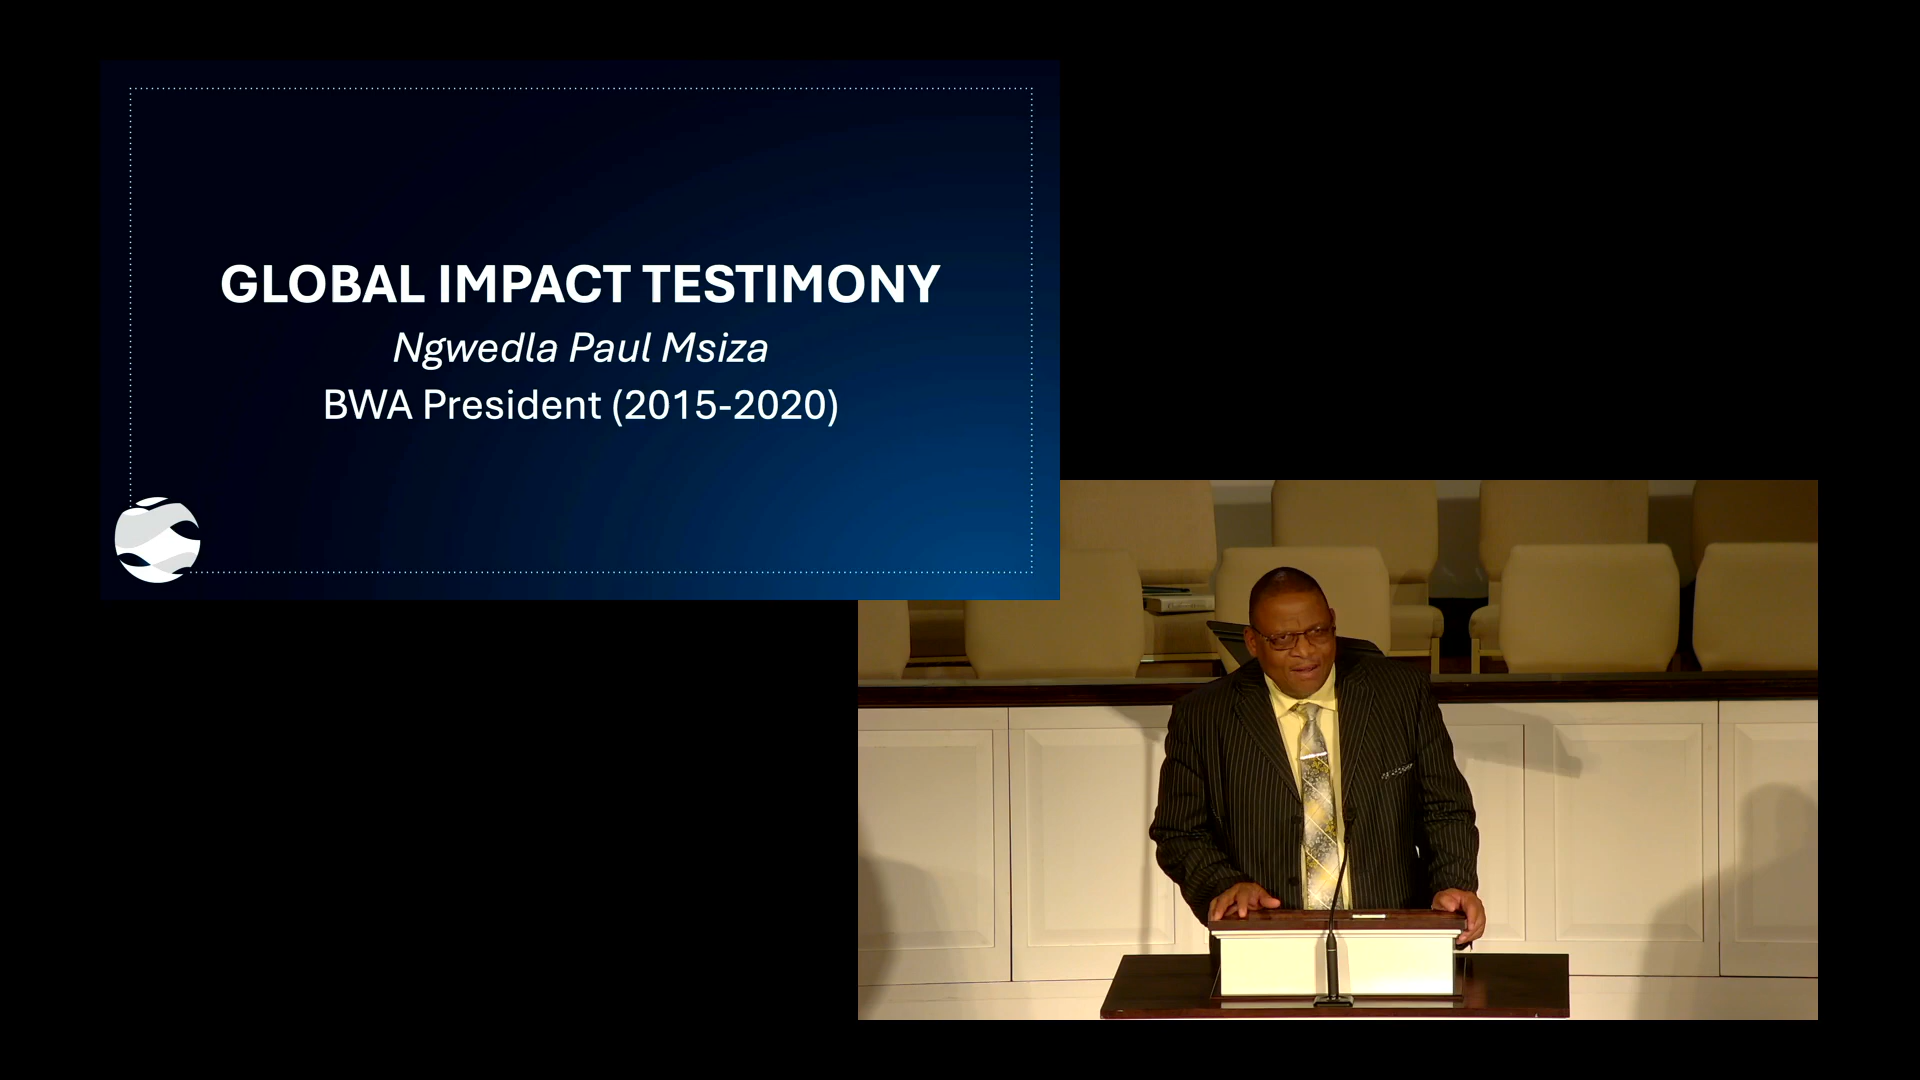 GLOBAL IMPACT TESTIMONY
Ngwedla Paul Msiza
BWA President (2015-2020)